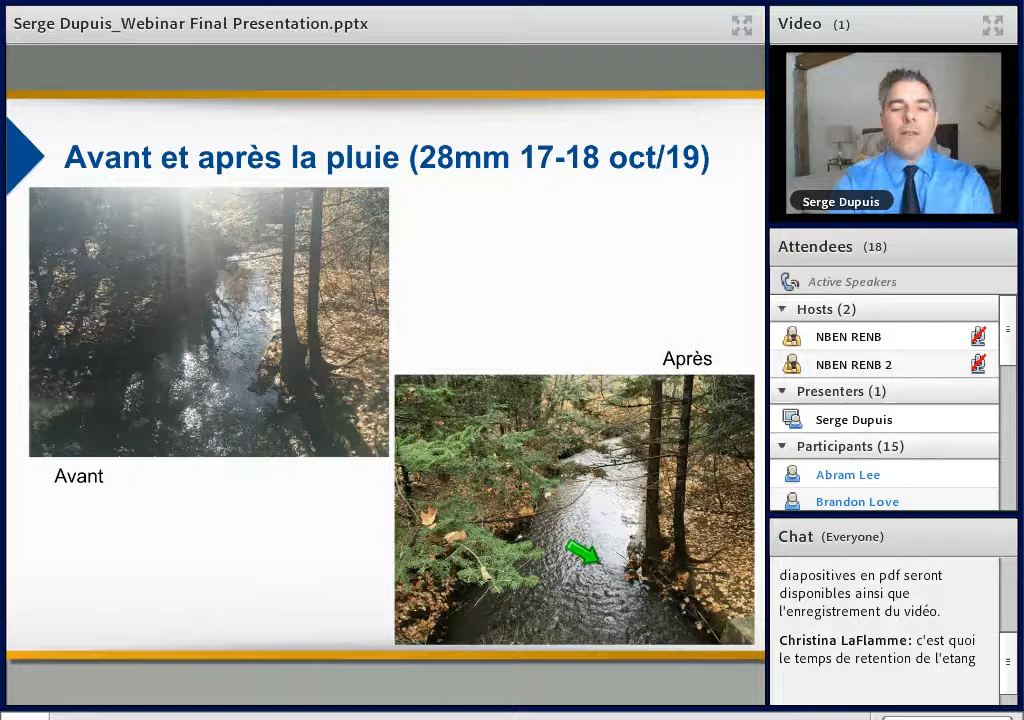 Serge Dupuis_Webinar Final Presentation.pptx
Avant et après la pluie (28mm 17-18 oct/19)
Avant
Après
Video (1)
Serge Dupuis
Attendees (18)
Active Speakers
Hosts (2)
NBEN RENB
NBEN RENB 2
Presenters (1)
Serge Dupuis
Participants (15)
Abram Lee
Brandon Love
Chat (Everyone)
diapositives en pdf seront
disponibles ainsi que
l'enregistrement du vidéo.
Christina LaFlamme: c'est quoi
le temps de retention de l'etang